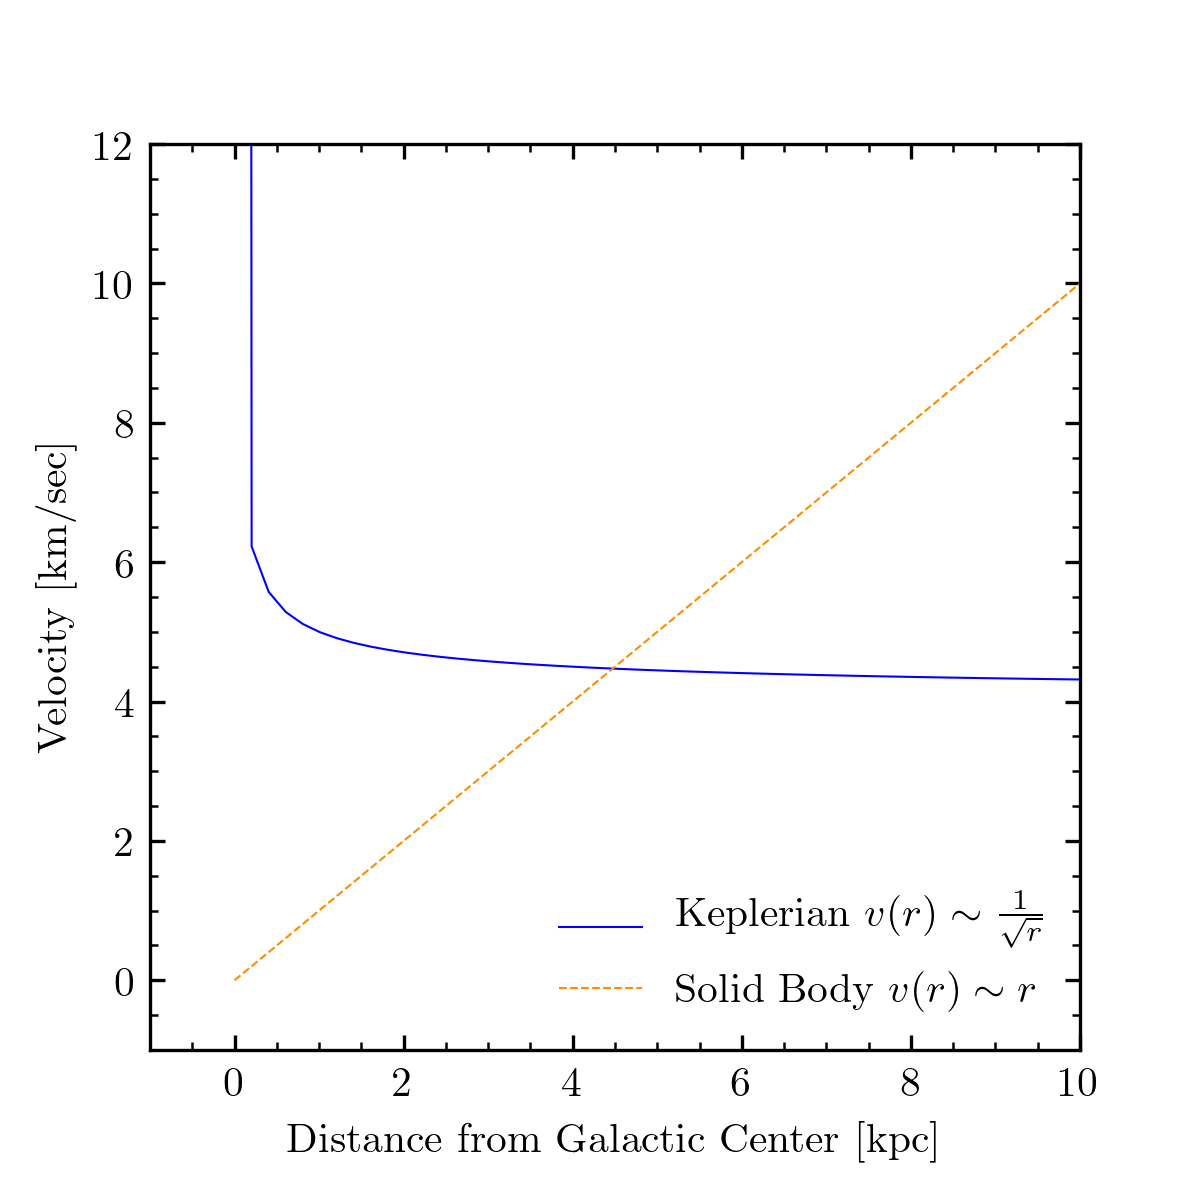 12
10
8
6
4
2
0
Velocity [km/sec]
Keplerian v(r) ∼ 1/√r
Solid Body v(r) ∼ r
0 2 4 6 8 10
Distance from Galactic Center [kpc]